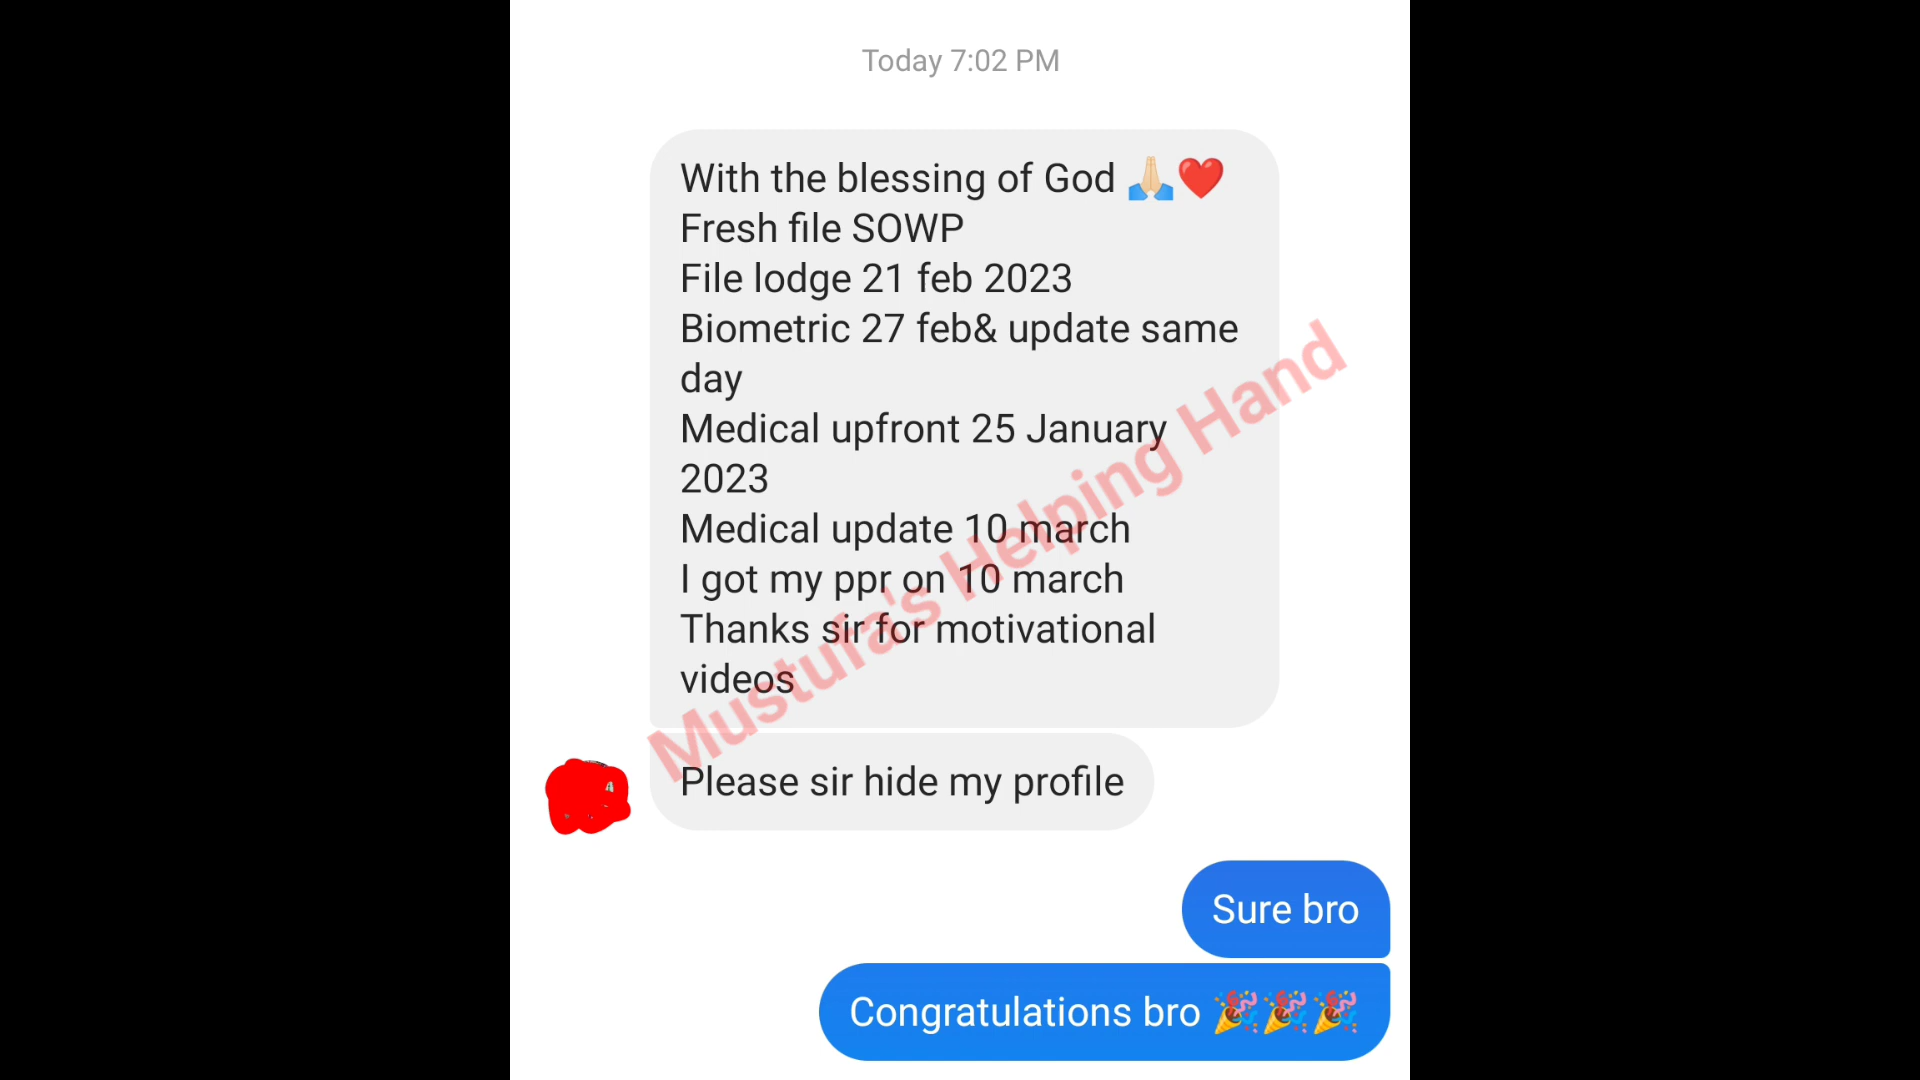 Today 7:02 PM
With the blessing of God 🙏🏻❤️
Fresh file SOWP
File lodge 21 feb 2023
Biometric 27 feb& update same
day
Medical upfront 25 January
2023
Medical update 10 march
I got my ppr on 10 march
Thanks sir for motivational
videos
Mustufa's Helping Hand
Please sir hide my profile
Sure bro
Congratulations bro 🎉🎉🎉